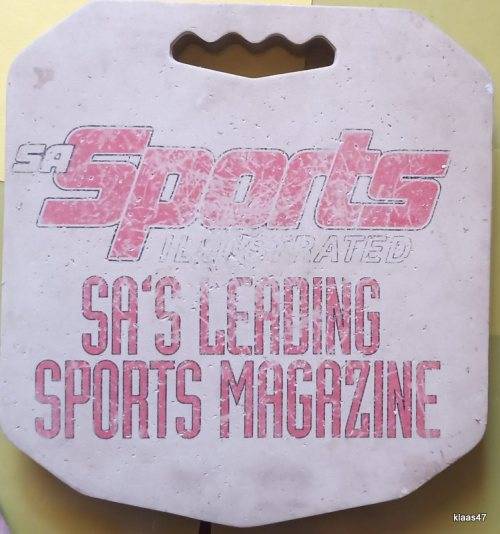 SA Sports
ILLUSTRATED
SA'S LEADING
SPORTS MAGAZINE
klaas47